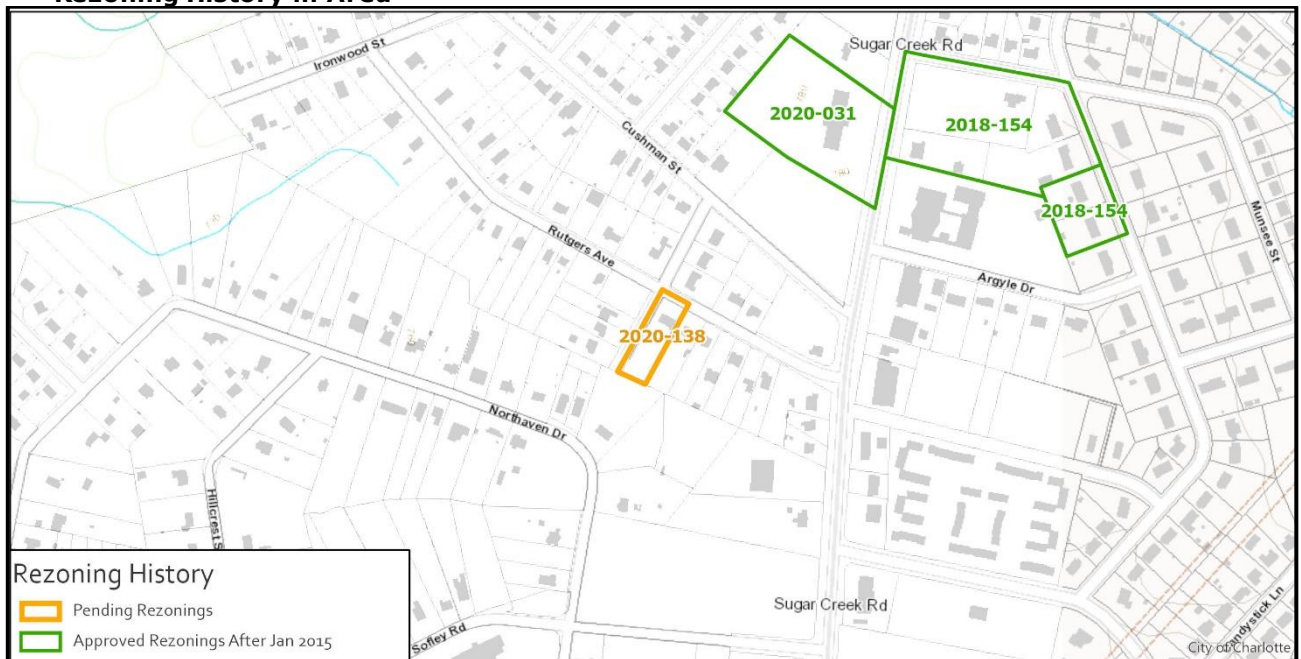 Rezoning History in Area
Sugar Creek Rd
Ironwood St
2020-031
2018-154
Cushman St
2018-154
Munsee St
Rutgers Ave
Argyle Dr
2020-138
Northaven Dr
Hillcrest S
Rezoning History
Pending Rezonings
Approved Rezonings After Jan 2015
Sofley Rd
Sugar Creek Rd
andystick Ln
City of Charlotte